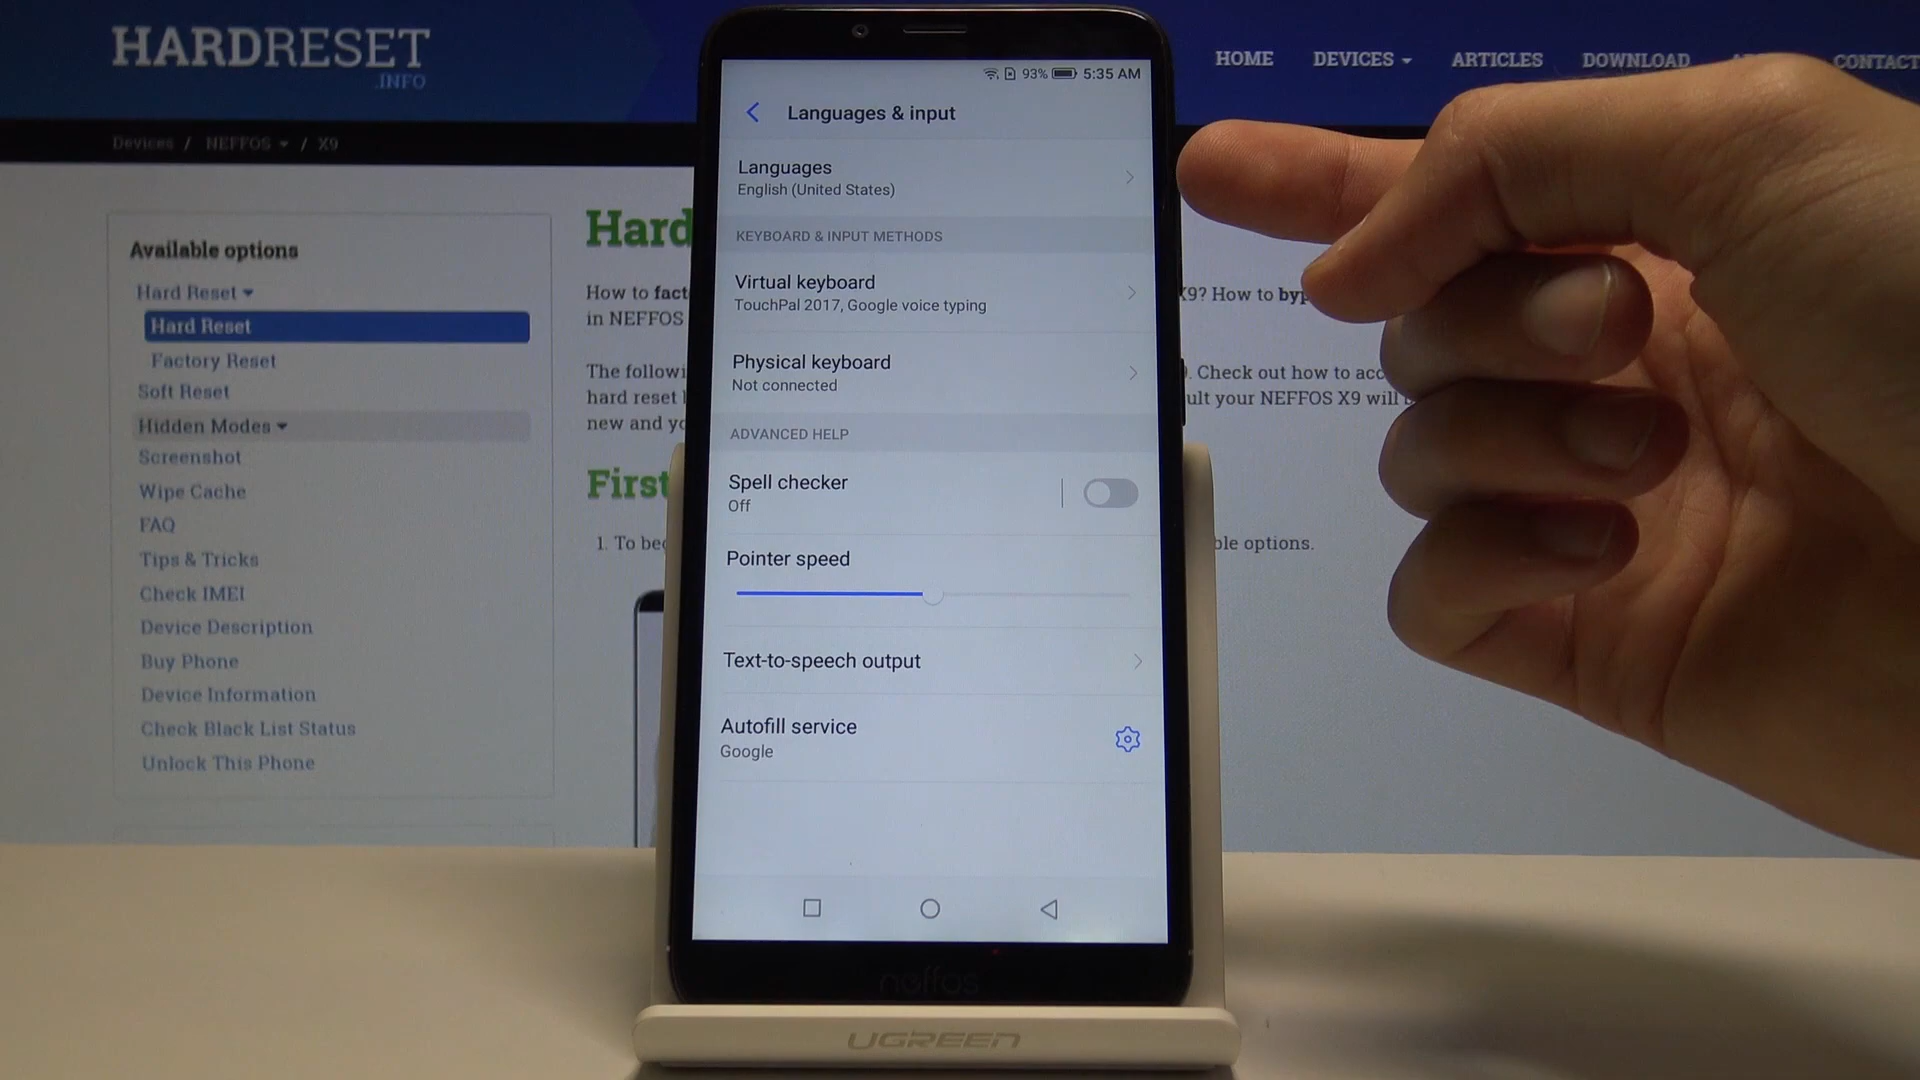 HARDRESET
.INFO
HOME DEVICES ARTICLES DOWNLOAD CONTACT
Devices / NEFFOS / X9
Available options
Hard Reset
Hard Reset
Factory Reset
Soft Reset
Hidden Modes
Screenshot
Wipe Cache
FAQ
Tips & Tricks
Check IMEI
Device Description
Buy Phone
Device Information
Check Black List Status
Unlock This Phone
Hard
How to fact
in NEFFOS
X9? How to byp
The followi
. Check out how to acc
hard reset
ult your NEFFOS X9 will
new and yo
First
1. To be
ble options.
93% 5:35 AM
Languages & input
Languages
English (United States)
KEYBOARD & INPUT METHODS
Virtual keyboard
TouchPal 2017, Google voice typing
Physical keyboard
Not connected
ADVANCED HELP
Spell checker
Off
Pointer speed
Text-to-speech output
Autofill service
Google
neffos
UGREEN